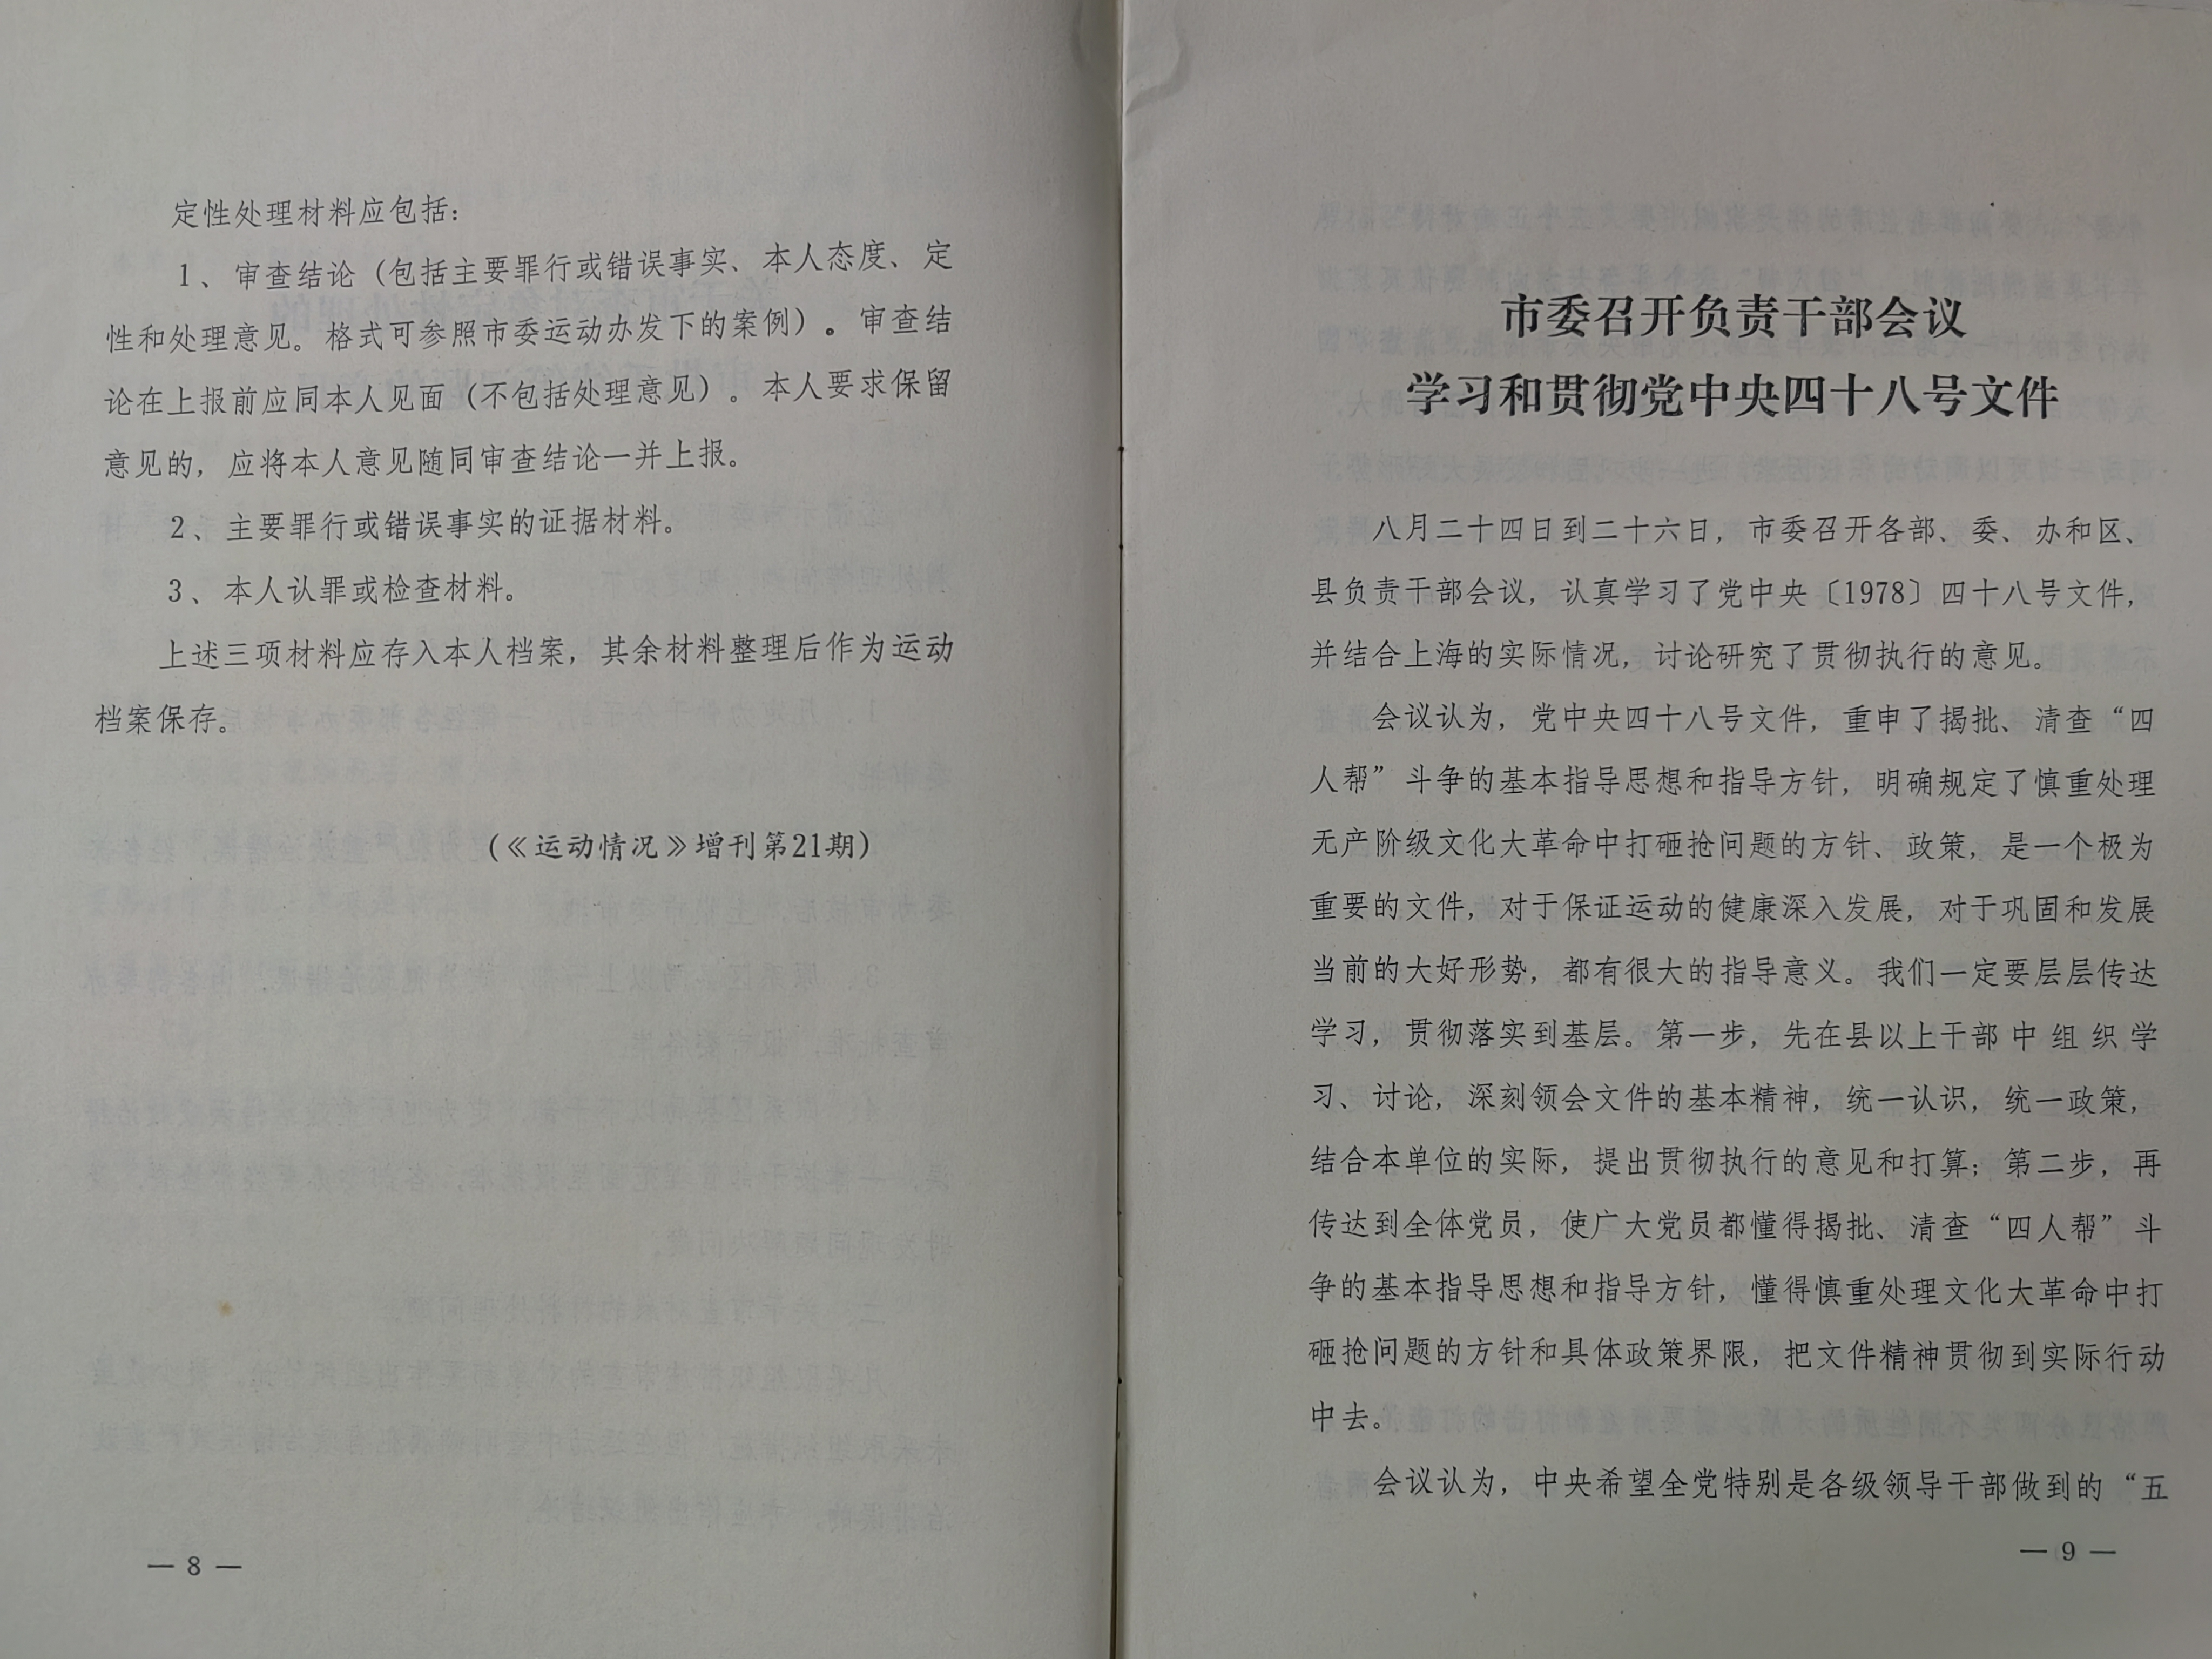 定性处理材料应包括：
1、审查结论（包括主要罪行或错误事实、本人态度、定
性和处理意见。格式可参照市委运动办发下的案例）。审查结
论在上报前应同本人见面（不包括处理意见）。本人要求保留
意见的，应将本人意见随同审查结论一并上报。
2、主要罪行或错误事实的证据材料。
3、本人认罪或检查材料。
上述三项材料应存入本人档案，其余材料整理后作为运动
档案保存。
（《运动情况》增刊第21期）
— 8 —
市委召开负责干部会议
学习和贯彻党中央四十八号文件
八月二十四日到二十六日，市委召开各部、委、办和区、
县负责干部会议，认真学习了党中央〔1978〕四十八号文件，
并结合上海的实际情况，讨论研究了贯彻执行的意见。
会议认为，党中央四十八号文件，重申了揭批、清查“四
人帮”斗争的基本指导思想和指导方针，明确规定了慎重处理
无产阶级文化大革命中打砸抢问题的方针、政策，是一个极为
重要的文件，对于保证运动的健康深入发展，对于巩固和发展
当前的大好形势，都有很大的指导意义。我们一定要层层传达
学习，贯彻落实到基层。第一步，先在县以上干部中组织学
习、讨论，深刻领会文件的基本精神，统一认识，统一政策，
结合本单位的实际，提出贯彻执行的意见和打算；第二步，再
传达到全体党员，使广大党员都懂得揭批、清查“四人帮”斗
争的基本指导思想和指导方针，懂得慎重处理文化大革命中打
砸抢问题的方针和具体政策界限，把文件精神贯彻到实际行动
中去。
会议认为，中央希望全党特别是各级领导干部做到的“五
— 9 —